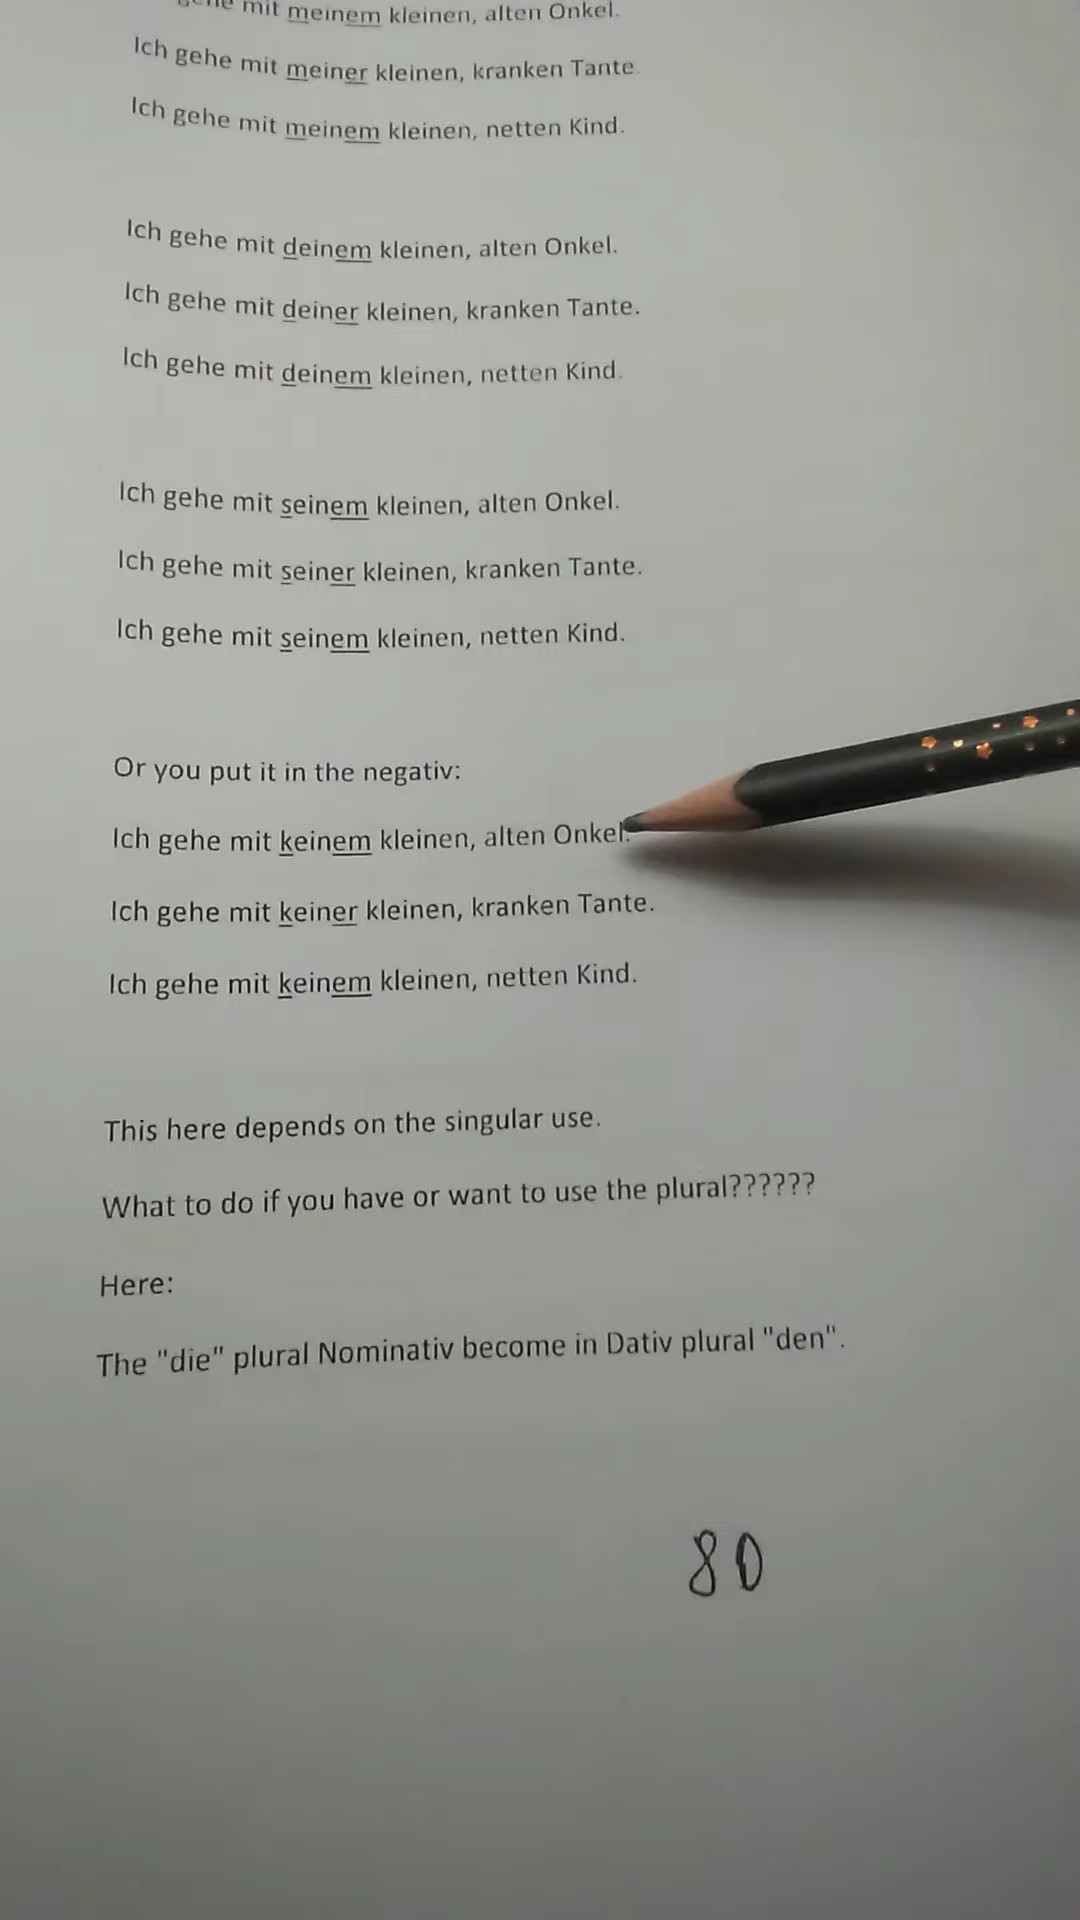 gehe mit meinem kleinen, alten Onkel.
Ich gehe mit meiner kleinen, kranken Tante.
Ich gehe mit meinem kleinen, netten Kind.
Ich gehe mit deinem kleinen, alten Onkel.
Ich gehe mit deiner kleinen, kranken Tante.
Ich gehe mit deinem kleinen, netten Kind.
Ich gehe mit seinem kleinen, alten Onkel.
Ich gehe mit seiner kleinen, kranken Tante.
Ich gehe mit seinem kleinen, netten Kind.
Or you put it in the negativ:
Ich gehe mit keinem kleinen, alten Onkel.
Ich gehe mit keiner kleinen, kranken Tante.
Ich gehe mit keinem kleinen, netten Kind.
This here depends on the singular use.
What to do if you have or want to use the plural??????
Here:
The "die" plural Nominativ become in Dativ plural "den".
80